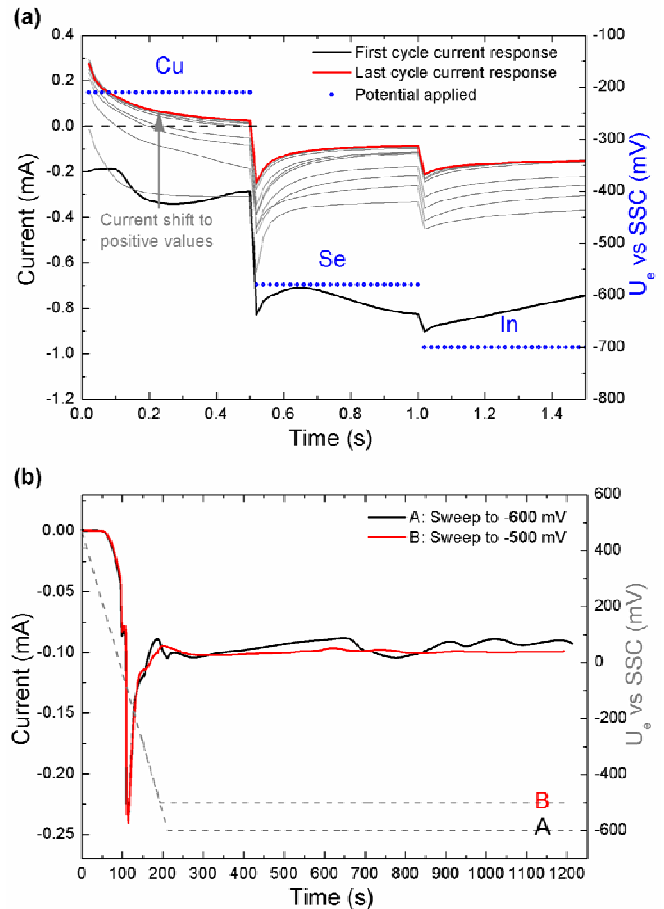 (a)
0.4
0.2
0.0
-0.2
-0.4
-0.6
-0.8
-1.0
-1.2
Current (mA)
First cycle current response
Last cycle current response
Potential applied
Cu
Current shift to
positive values
Se
In
-100
-200
-300
-400
-500
-600
-700
-800
Ue vs SSC (mV)
0.0 0.2 0.4 0.6 0.8 1.0 1.2 1.4
Time (s)
(b)
0.00
-0.05
-0.10
-0.15
-0.20
-0.25
Current (mA)
A: Sweep to -600 mV
B: Sweep to -500 mV
B
A
600
400
200
0
-200
-400
-600
Ue vs SSC (mV)
0 100 200 300 400 500 600 700 800 900 1000 1100 1200
Time (s)